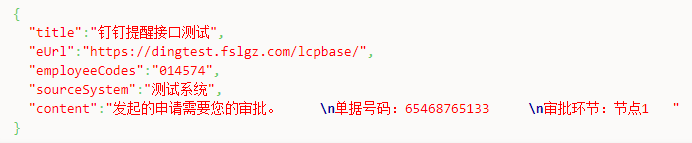 {
"title":"钉钉提醒接口测试",
"eUrl":"https://dingtest.fslgz.com/lcpbase/",
"employeeCodes":"014574",
"sourceSystem":"测试系统",
"content":"发起的申请需要您的审批。 \n单据号码：65468765133 \n审批环节：节点1 "
}